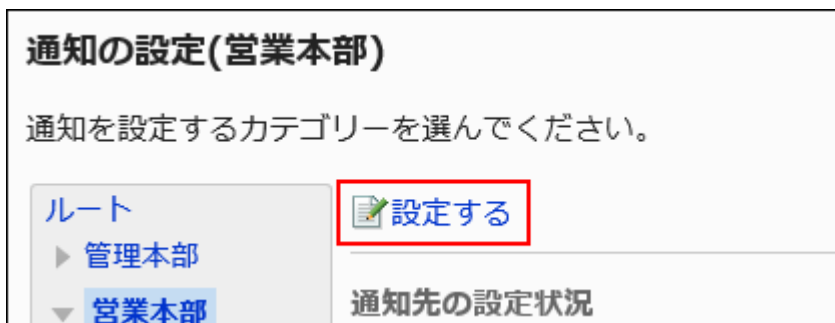 通知の設定(営業本部)
通知を設定するカテゴリーを選んでください。
ルート
設定する
管理本部
営業本部
通知先の設定状況